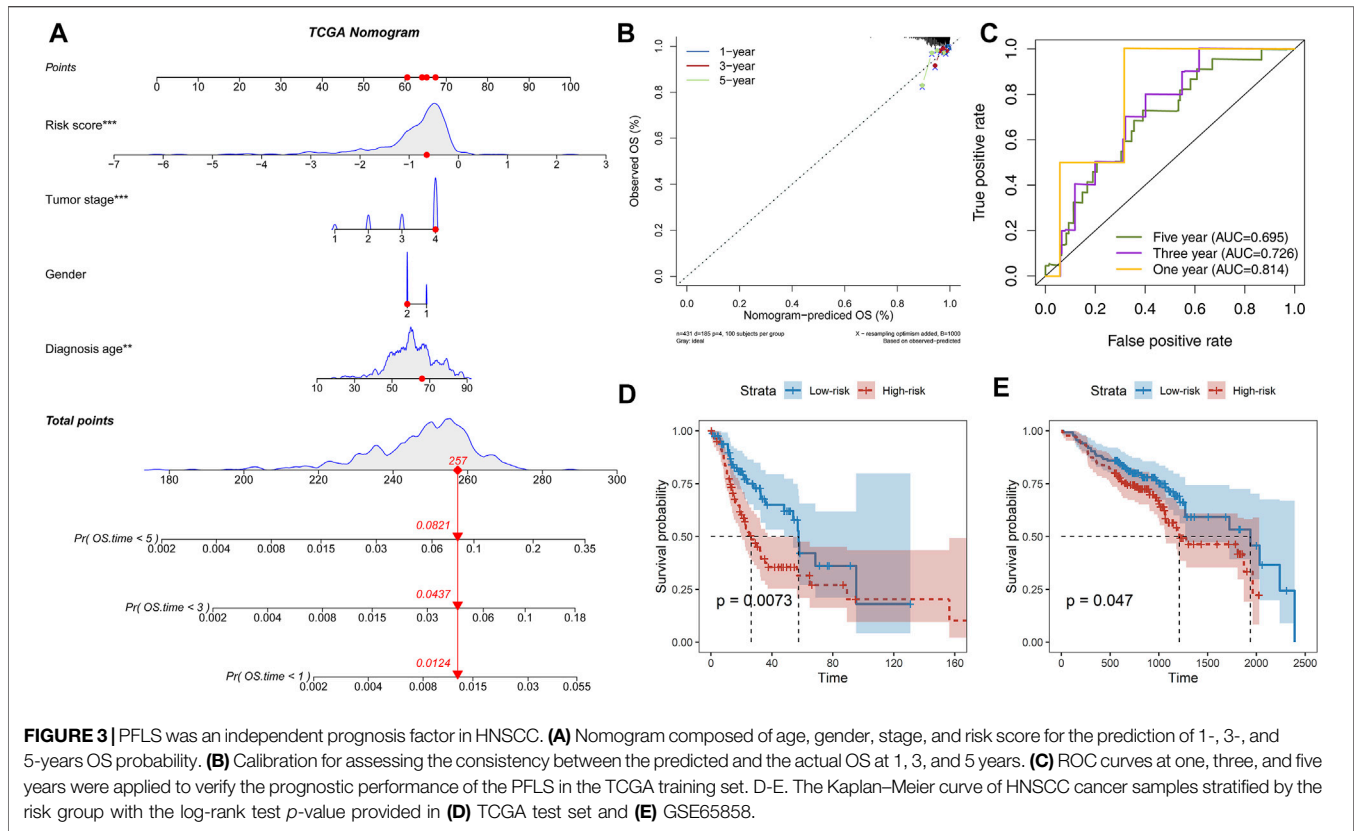 A
TCGA Nomogram
Points
0 10 20 30 40 50 60 70 80 90 100
Risk score***
−7 −6 −5 −4 −3 −2 −1 0 1 2 3
Tumor stage***
1 2 3 4
Gender
2 1
Diagnosis age**
10 30 50 70 90
Total points
257
180 200 220 240 260 280 300
0.0821
Pr( OS.time < 5 )
0.002 0.004 0.008 0.015 0.03 0.06 0.1 0.2 0.35
0.0437
Pr( OS.time < 3 )
0.002 0.004 0.008 0.015 0.03 0.06 0.1 0.18
0.0124
Pr( OS.time < 1 )
0.002 0.004 0.008 0.015 0.03 0.055
B
1-year
3-year
5-year
Observed OS (%)
1.0
0.8
0.6
0.4
0.2
0.0
0.0 0.2 0.4 0.6 0.8 1.0
Nomogram-prediced OS (%)
n=431 d=185 p=4, 100 subjects per group
Gray: ideal
X − resampling optimism added, B=1000
Based on observed-predicted
C
True positive rate
1.0
0.8
0.6
0.4
0.2
0.0
Five year (AUC=0.695)
Three year (AUC=0.726)
One year (AUC=0.814)
0.0 0.2 0.4 0.6 0.8 1.0
False positive rate
D
Strata Low-risk High-risk
Survival probability
1.00
0.75
0.50
0.25
0.00
p = 0.0073
0 40 80 120 160
Time
E
Strata Low-risk High-risk
Survival probability
1.00
0.75
0.50
0.25
0.00
p = 0.047
0 500 1000 1500 2000 2500
Time
FIGURE 3 | PFLS was an independent prognosis factor in HNSCC. (A) Nomogram composed of age, gender, stage, and risk score for the prediction of 1-, 3-, and
5-years OS probability. (B) Calibration for assessing the consistency between the predicted and the actual OS at 1, 3, and 5 years. (C) ROC curves at one, three, and five
years were applied to verify the prognostic performance of the PFLS in the TCGA training set. D-E. The Kaplan–Meier curve of HNSCC cancer samples stratified by the
risk group with the log-rank test p-value provided in (D) TCGA test set and (E) GSE65858.